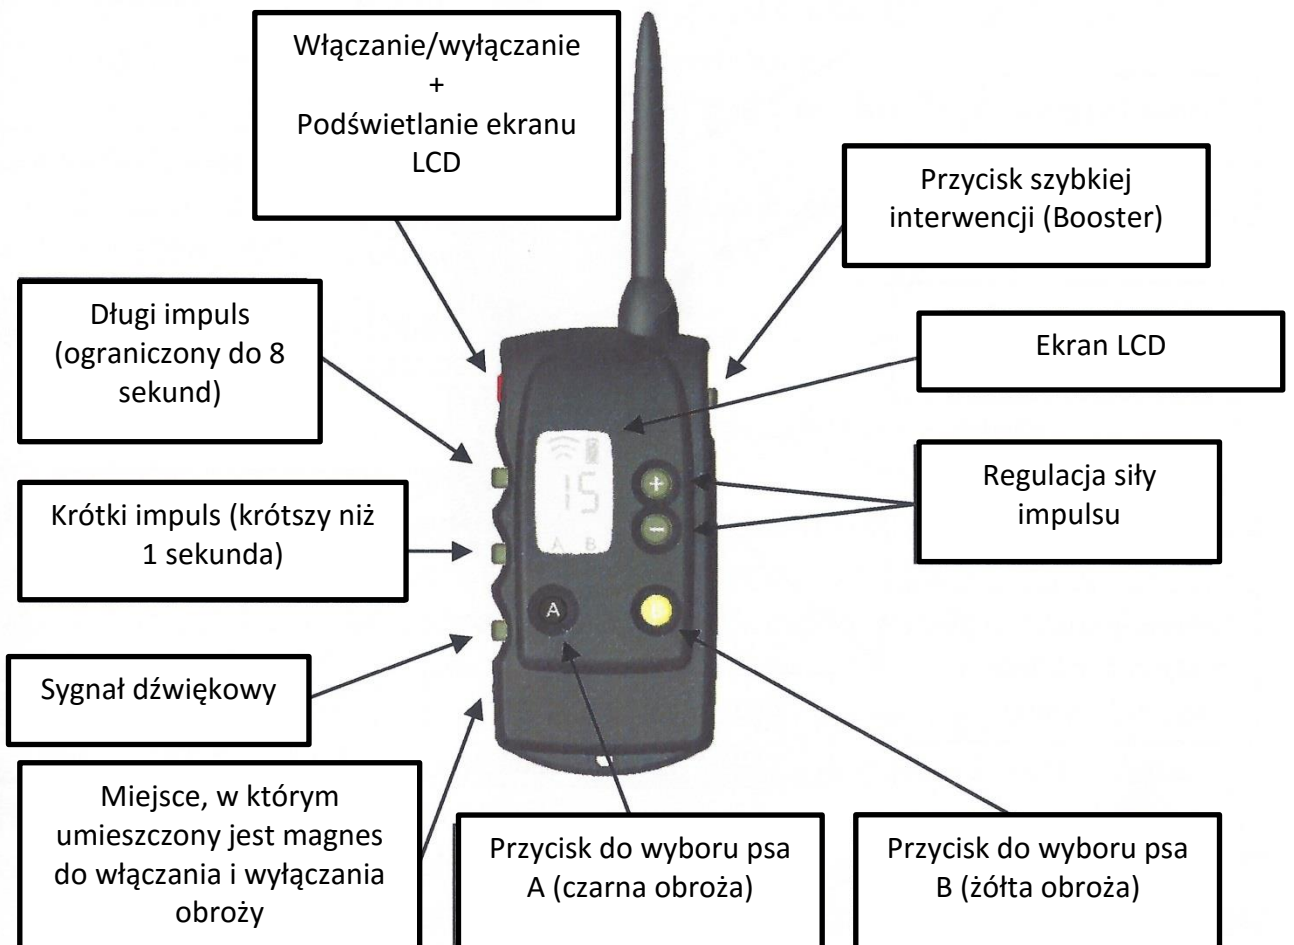 Włączanie/wyłączanie
+
Podświetlanie ekranu
LCD
Przycisk szybkiej
interwencji (Booster)
Długi impuls
(ograniczony do 8
sekund)
Ekran LCD
Regulacja siły
impulsu
Krótki impuls (krótszy niż
1 sekunda)
Sygnał dźwiękowy
Miejsce, w którym
umieszczony jest magnes
do włączania i wyłączania
obroży
Przycisk do wyboru psa
A (czarna obroża)
Przycisk do wyboru psa
B (żółta obroża)
15
A B
+
−
A
B